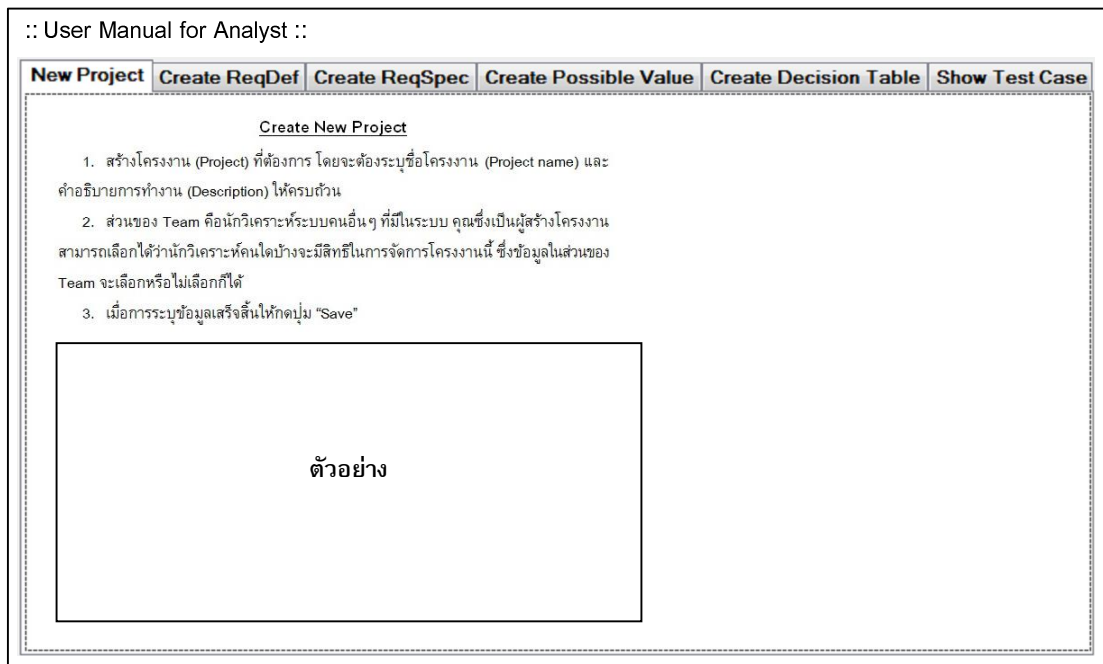 :: User Manual for Analyst ::
New Project Create ReqDef Create ReqSpec Create Possible Value Create Decision Table Show Test Case
Create New Project
1. สร้างโครงงาน (Project) ที่ต้องการ โดยจะต้องระบุชื่อโครงงาน (Project name) และ
คำอธิบายการทำงาน (Description) ให้ครบถ้วน
2. ส่วนของ Team คือนักวิเคราะห์ระบบคนอื่นๆ ที่มีในระบบ คุณซึ่งเป็นผู้สร้างโครงงาน
สามารถเลือกได้ว่านักวิเคราะห์คนใดบ้างจะมีสิทธิในการจัดการโครงงานนี้ ซึ่งข้อมูลในส่วนของ
Team จะเลือกหรือไม่เลือกก็ได้
3. เมื่อการระบุข้อมูลเสร็จสิ้นให้กดปุ่ม “Save”
ตัวอย่าง